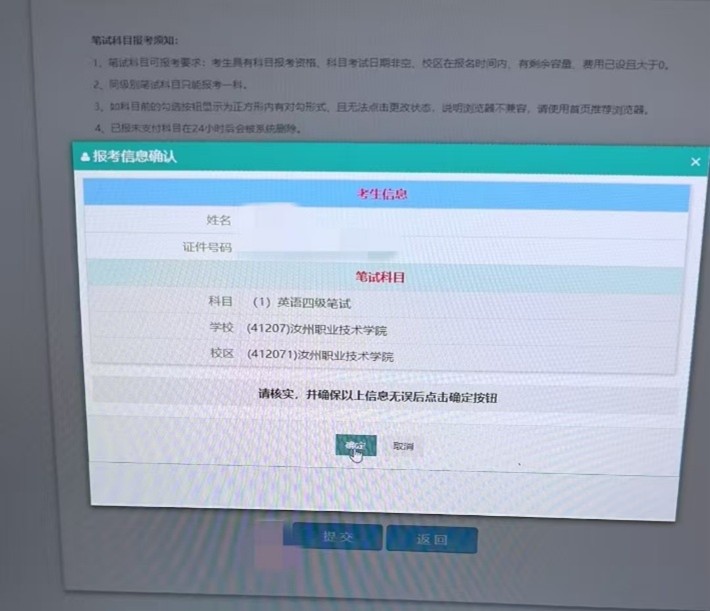 笔试科目报考须知：
1、笔试科目可报考要求：考生具有科目报考资格，科目考试日期非空，校区在报名时间内，有剩余容量，费用已设且大于0。
2、同级别笔试科目只能报考一科。
3、如科目前的勾选按钮显示为正方形内有对勾形式，且无法点击更改状态，说明浏览器不兼容，请使用首页推荐浏览器。
4、已报未支付科目在24小时后会被系统删除。
报考信息确认 ×
考生信息
姓名
证件号码
笔试科目
科目 （1）英语四级笔试
学校 (41207)汝州职业技术学院
校区 (412071)汝州职业技术学院
请核实，并确保以上信息无误后点击确定按钮
确定 取消
提交 返回